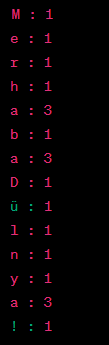 M : 1
e : 1
r : 1
h : 1
a : 3
b : 1
a : 3
D : 1
ü : 1
l : 1
n : 1
y : 1
a : 3
! : 1